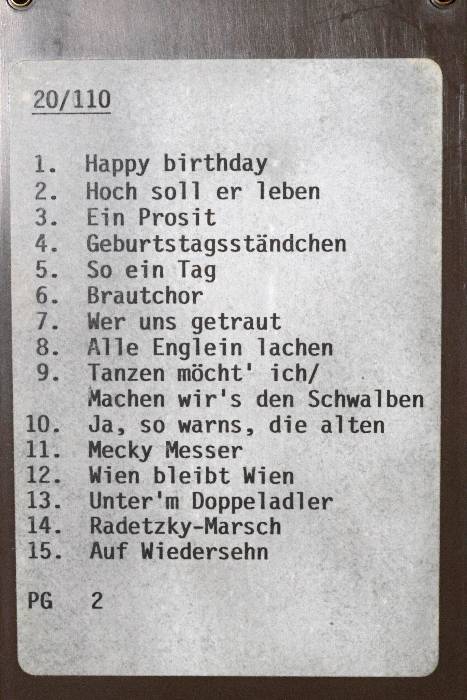 20/110
1. Happy birthday
2. Hoch soll er leben
3. Ein Prosit
4. Geburtstagsständchen
5. So ein Tag
6. Brautchor
7. Wer uns getraut
8. Alle Englein lachen
9. Tanzen möcht' ich/
Machen wir's den Schwalben
10. Ja, so warns, die alten
11. Mecky Messer
12. Wien bleibt Wien
13. Unter'm Doppeladler
14. Radetzky-Marsch
15. Auf Wiedersehn
PG 2